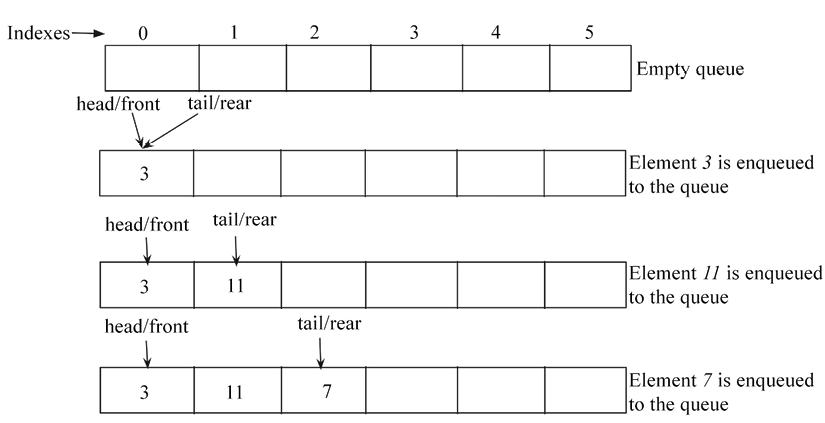 Indexes 0 1 2 3 4 5
Empty queue
head/front tail/rear
3
Element 3 is enqueued
to the queue
head/front tail/rear
3 11
Element 11 is enqueued
to the queue
head/front tail/rear
3 11 7
Element 7 is enqueued
to the queue